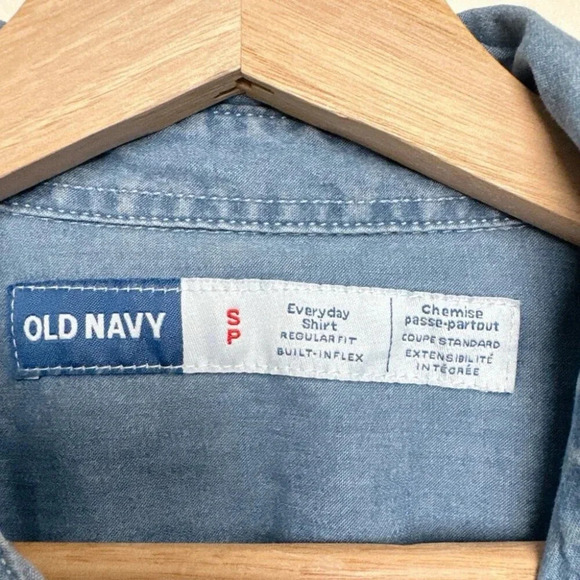 OLD NAVY
S
P
Everyday
Shirt
REGULAR FIT
BUILT-IN FLEX
Chemise
passe-partout
COUPE STANDARD
EXTENSIBILITÉ
INTÉGRÉE